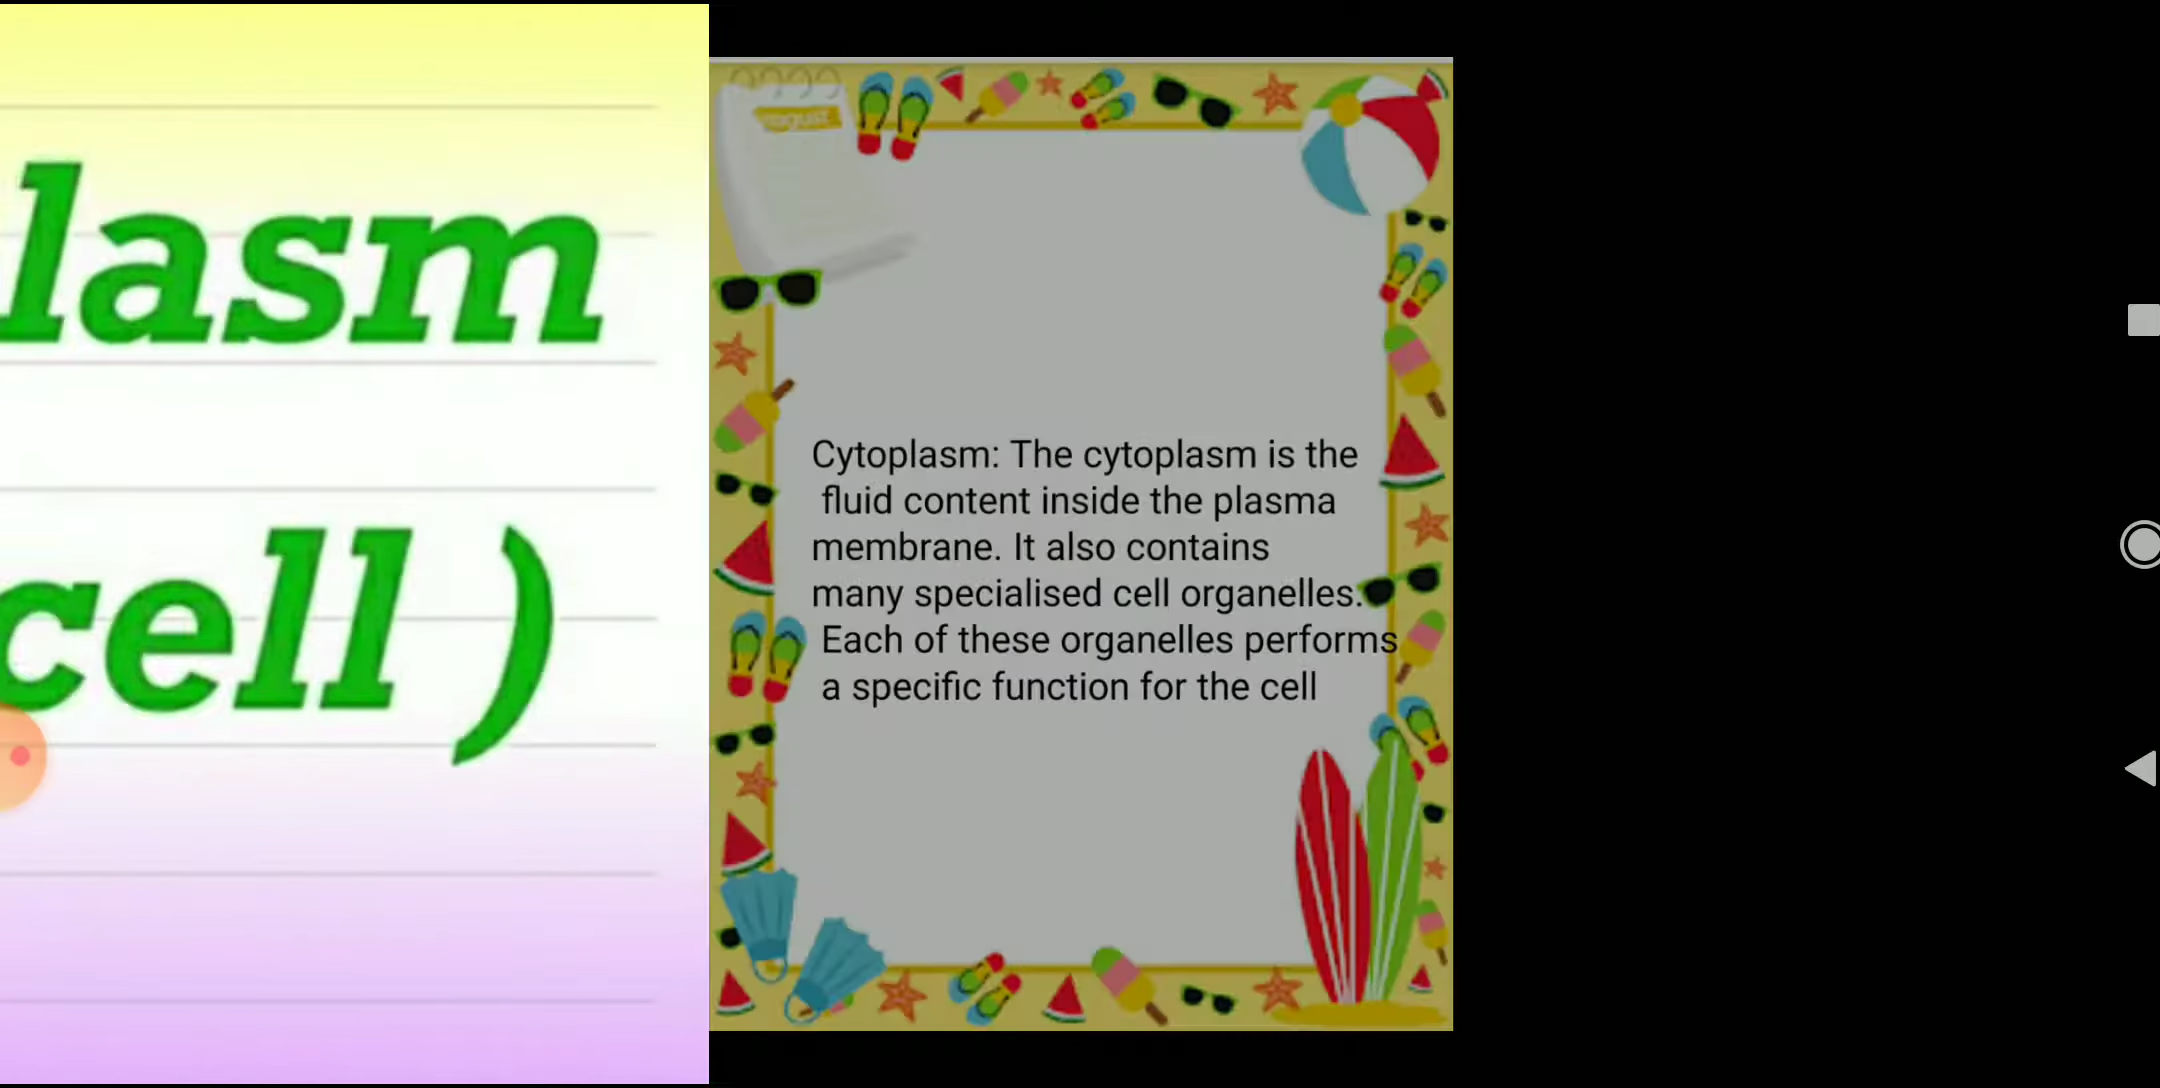 lasm
cell )
Cytoplasm: The cytoplasm is the
fluid content inside the plasma
membrane. It also contains
many specialised cell organelles.
Each of these organelles performs
a specific function for the cell